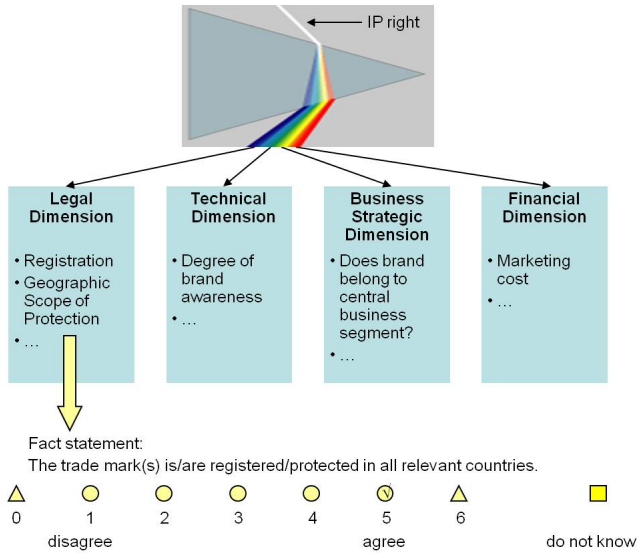 IP right
Legal
Dimension
• Registration
• Geographic
Scope of
Protection
• …
Technical
Dimension
• Degree of
brand
awareness
• …
Business
Strategic
Dimension
• Does brand
belong to
central
business
segment?
• …
Financial
Dimension
• Marketing
cost
• …
Fact statement:
The trade mark(s) is/are registered/protected in all relevant countries.
√
0 1 2 3 4 5 6
disagree agree do not know